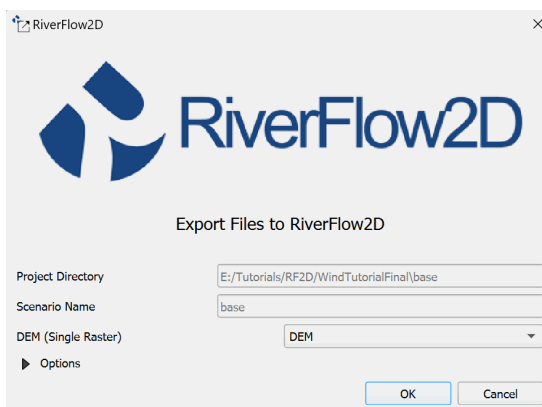 RiverFlow2D
RiverFlow2D
Export Files to RiverFlow2D
Project Directory E:/Tutorials/RF2D/WindTutorialFinal\base
Scenario Name base
DEM (Single Raster) DEM
Options
OK Cancel